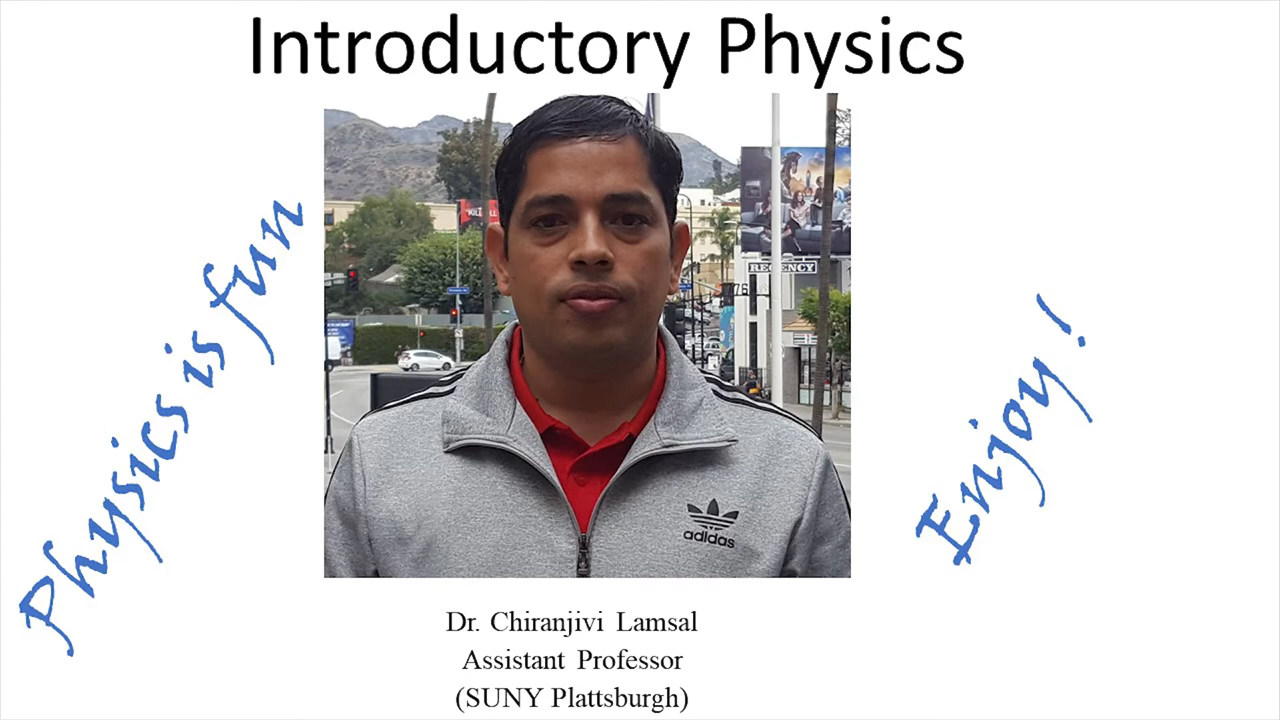 Introductory Physics
Physics is fun
REGENCY
adidas
Enjoy !
Dr. Chiranjivi Lamsal
Assistant Professor
(SUNY Plattsburgh)